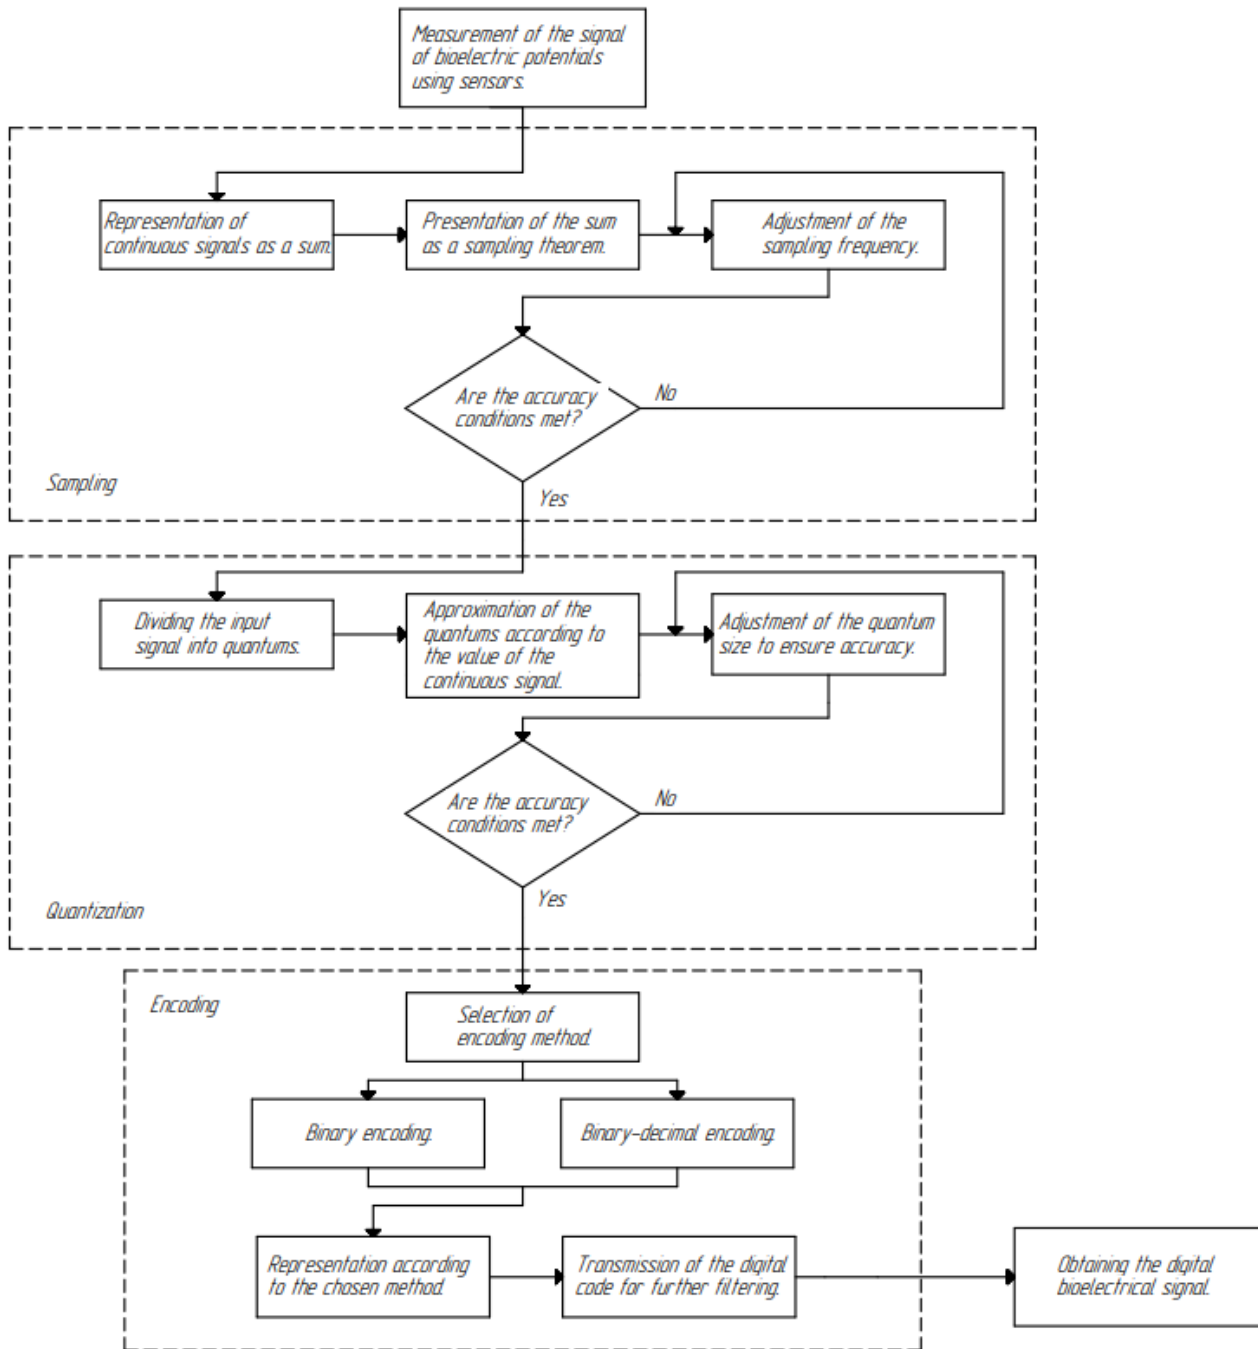 Measurement of the signal
of bioelectric potentials
using sensors.
Representation of
continuous signals as a sum.
Presentation of the sum
as a sampling theorem.
Adjustment of the
sampling frequency.
Are the accuracy
conditions met?
No
Sampling
Yes
Dividing the input
signal into quantums.
Approximation of the
quantums according to
the value of the
continuous signal.
Adjustment of the quantum
size to ensure accuracy.
Are the accuracy
conditions met?
No
Yes
Quantization
Encoding
Selection of
encoding method.
Binary encoding.
Binary-decimal encoding.
Representation according
to the chosen method.
Transmission of the digital
code for further filtering.
Obtaining the digital
bioelectrical signal.